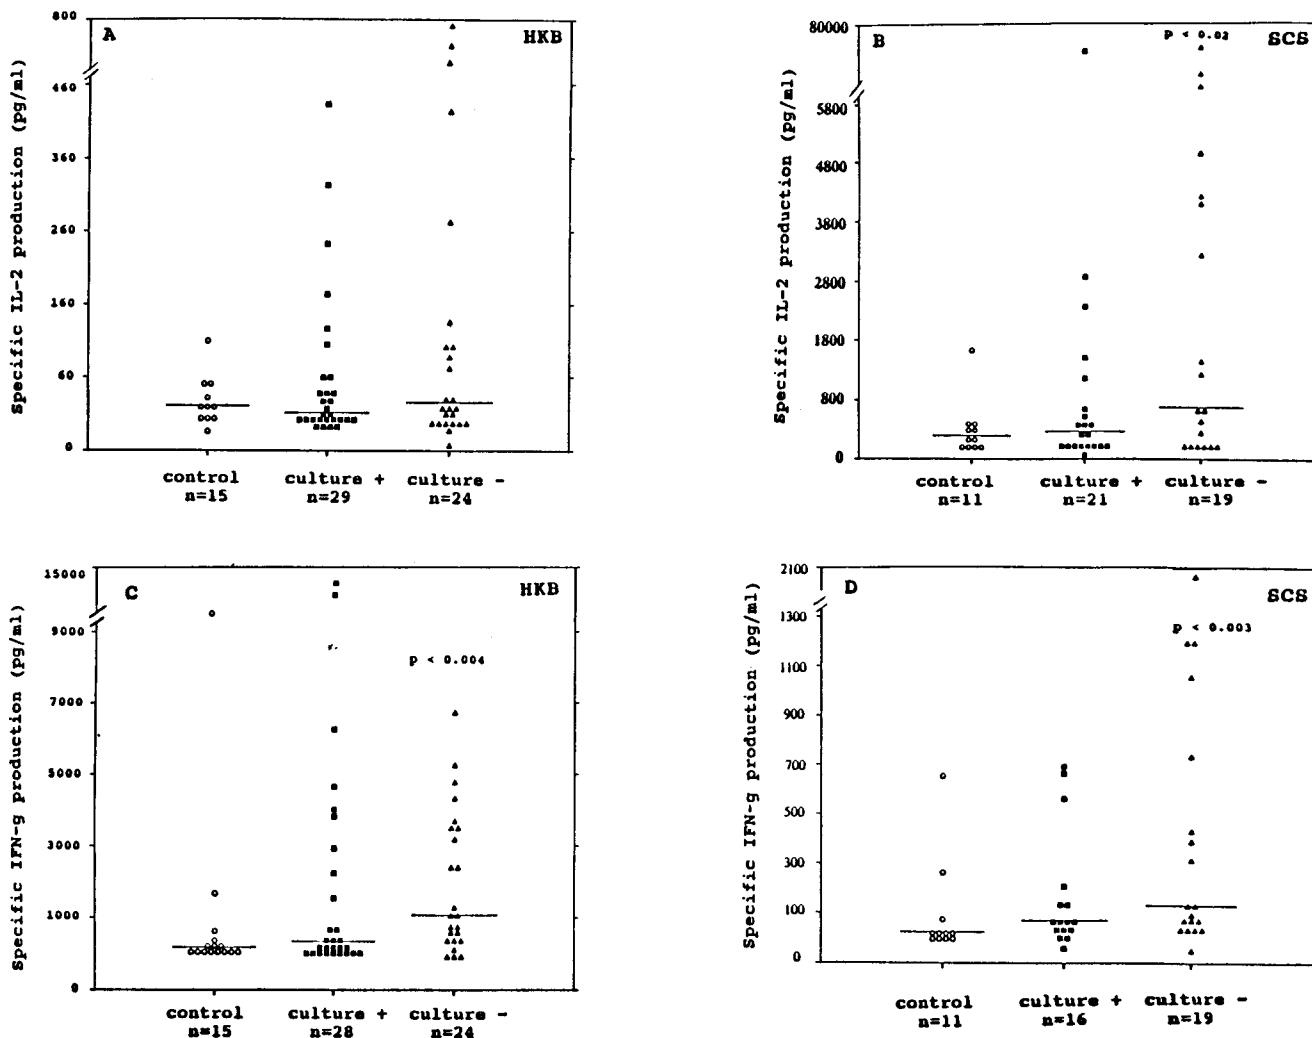 A
HKB
Specific IL-2 production (pg/ml)
800
460
360
260
160
60
0
control
n=15
culture +
n=29
culture -
n=24
B
P < 0.02
SCS
Specific IL-2 production (pg/ml)
80000
5800
4800
3800
2800
1800
800
0
control
n=11
culture +
n=21
culture -
n=19
C
HKB
P < 0.004
Specific IFN-g production (pg/ml)
15000
9000
7000
5000
3000
1000
0
control
n=15
culture +
n=28
culture -
n=24
D
SCS
P < 0.003
Specific IFN-g production (pg/ml)
2100
1300
1100
900
700
500
300
100
0
control
n=11
culture +
n=16
culture -
n=19